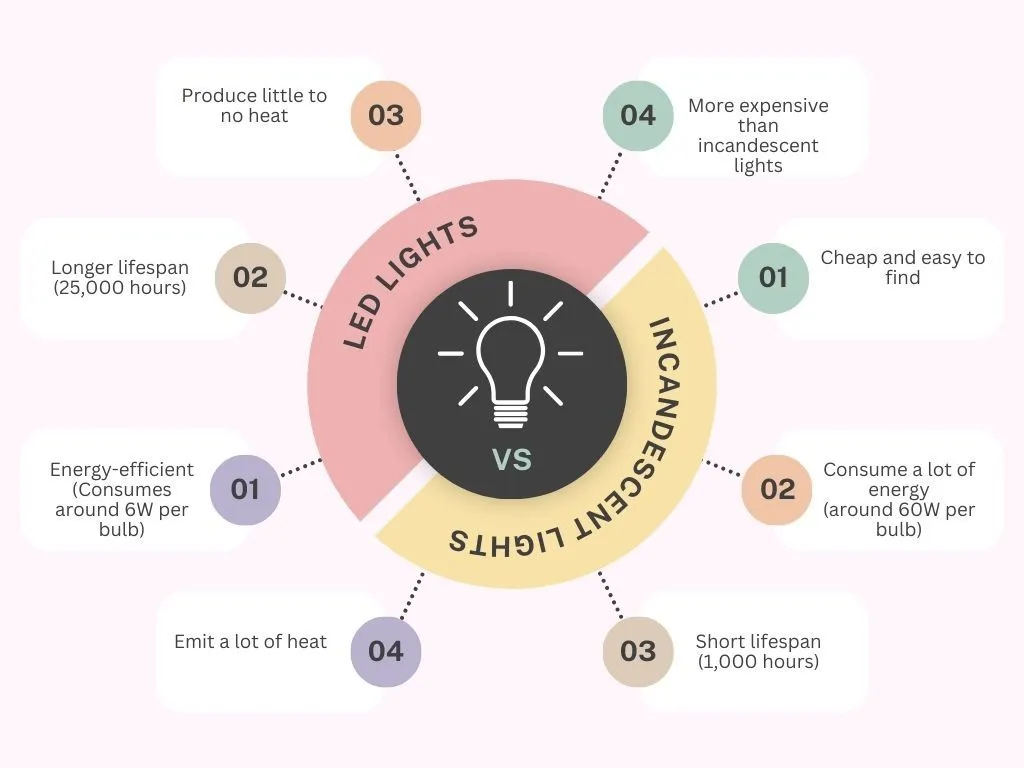 LED LIGHTS
01
Energy-efficient
(Consumes
around 6W per
bulb)
02
Longer lifespan
(25,000 hours)
03
Produce little to
no heat
04
More expensive
than
incandescent
lights
VS
INCANDESCENT LIGHTS
01
Cheap and easy to
find
02
Consume a lot of
energy
(around 60W per
bulb)
03
Short lifespan
(1,000 hours)
04
Emit a lot of heat